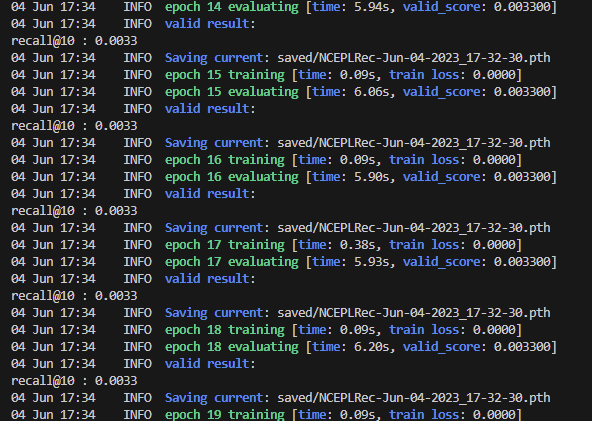 04 Jun 17:34 INFO epoch 14 evaluating [time: 5.94s, valid_score: 0.003300]
04 Jun 17:34 INFO valid result:
recall@10 : 0.0033
04 Jun 17:34 INFO Saving current: saved/NCEPLRec-Jun-04-2023_17-32-30.pth
04 Jun 17:34 INFO epoch 15 training [time: 0.09s, train loss: 0.0000]
04 Jun 17:34 INFO epoch 15 evaluating [time: 6.06s, valid_score: 0.003300]
04 Jun 17:34 INFO valid result:
recall@10 : 0.0033
04 Jun 17:34 INFO Saving current: saved/NCEPLRec-Jun-04-2023_17-32-30.pth
04 Jun 17:34 INFO epoch 16 training [time: 0.09s, train loss: 0.0000]
04 Jun 17:34 INFO epoch 16 evaluating [time: 5.90s, valid_score: 0.003300]
04 Jun 17:34 INFO valid result:
recall@10 : 0.0033
04 Jun 17:34 INFO Saving current: saved/NCEPLRec-Jun-04-2023_17-32-30.pth
04 Jun 17:34 INFO epoch 17 training [time: 0.38s, train loss: 0.0000]
04 Jun 17:34 INFO epoch 17 evaluating [time: 5.93s, valid_score: 0.003300]
04 Jun 17:34 INFO valid result:
recall@10 : 0.0033
04 Jun 17:34 INFO Saving current: saved/NCEPLRec-Jun-04-2023_17-32-30.pth
04 Jun 17:34 INFO epoch 18 training [time: 0.09s, train loss: 0.0000]
04 Jun 17:34 INFO epoch 18 evaluating [time: 6.20s, valid_score: 0.003300]
04 Jun 17:34 INFO valid result:
recall@10 : 0.0033
04 Jun 17:34 INFO Saving current: saved/NCEPLRec-Jun-04-2023_17-32-30.pth
04 Jun 17:34 INFO epoch 19 training [time: 0.09s, train loss: 0.0000]